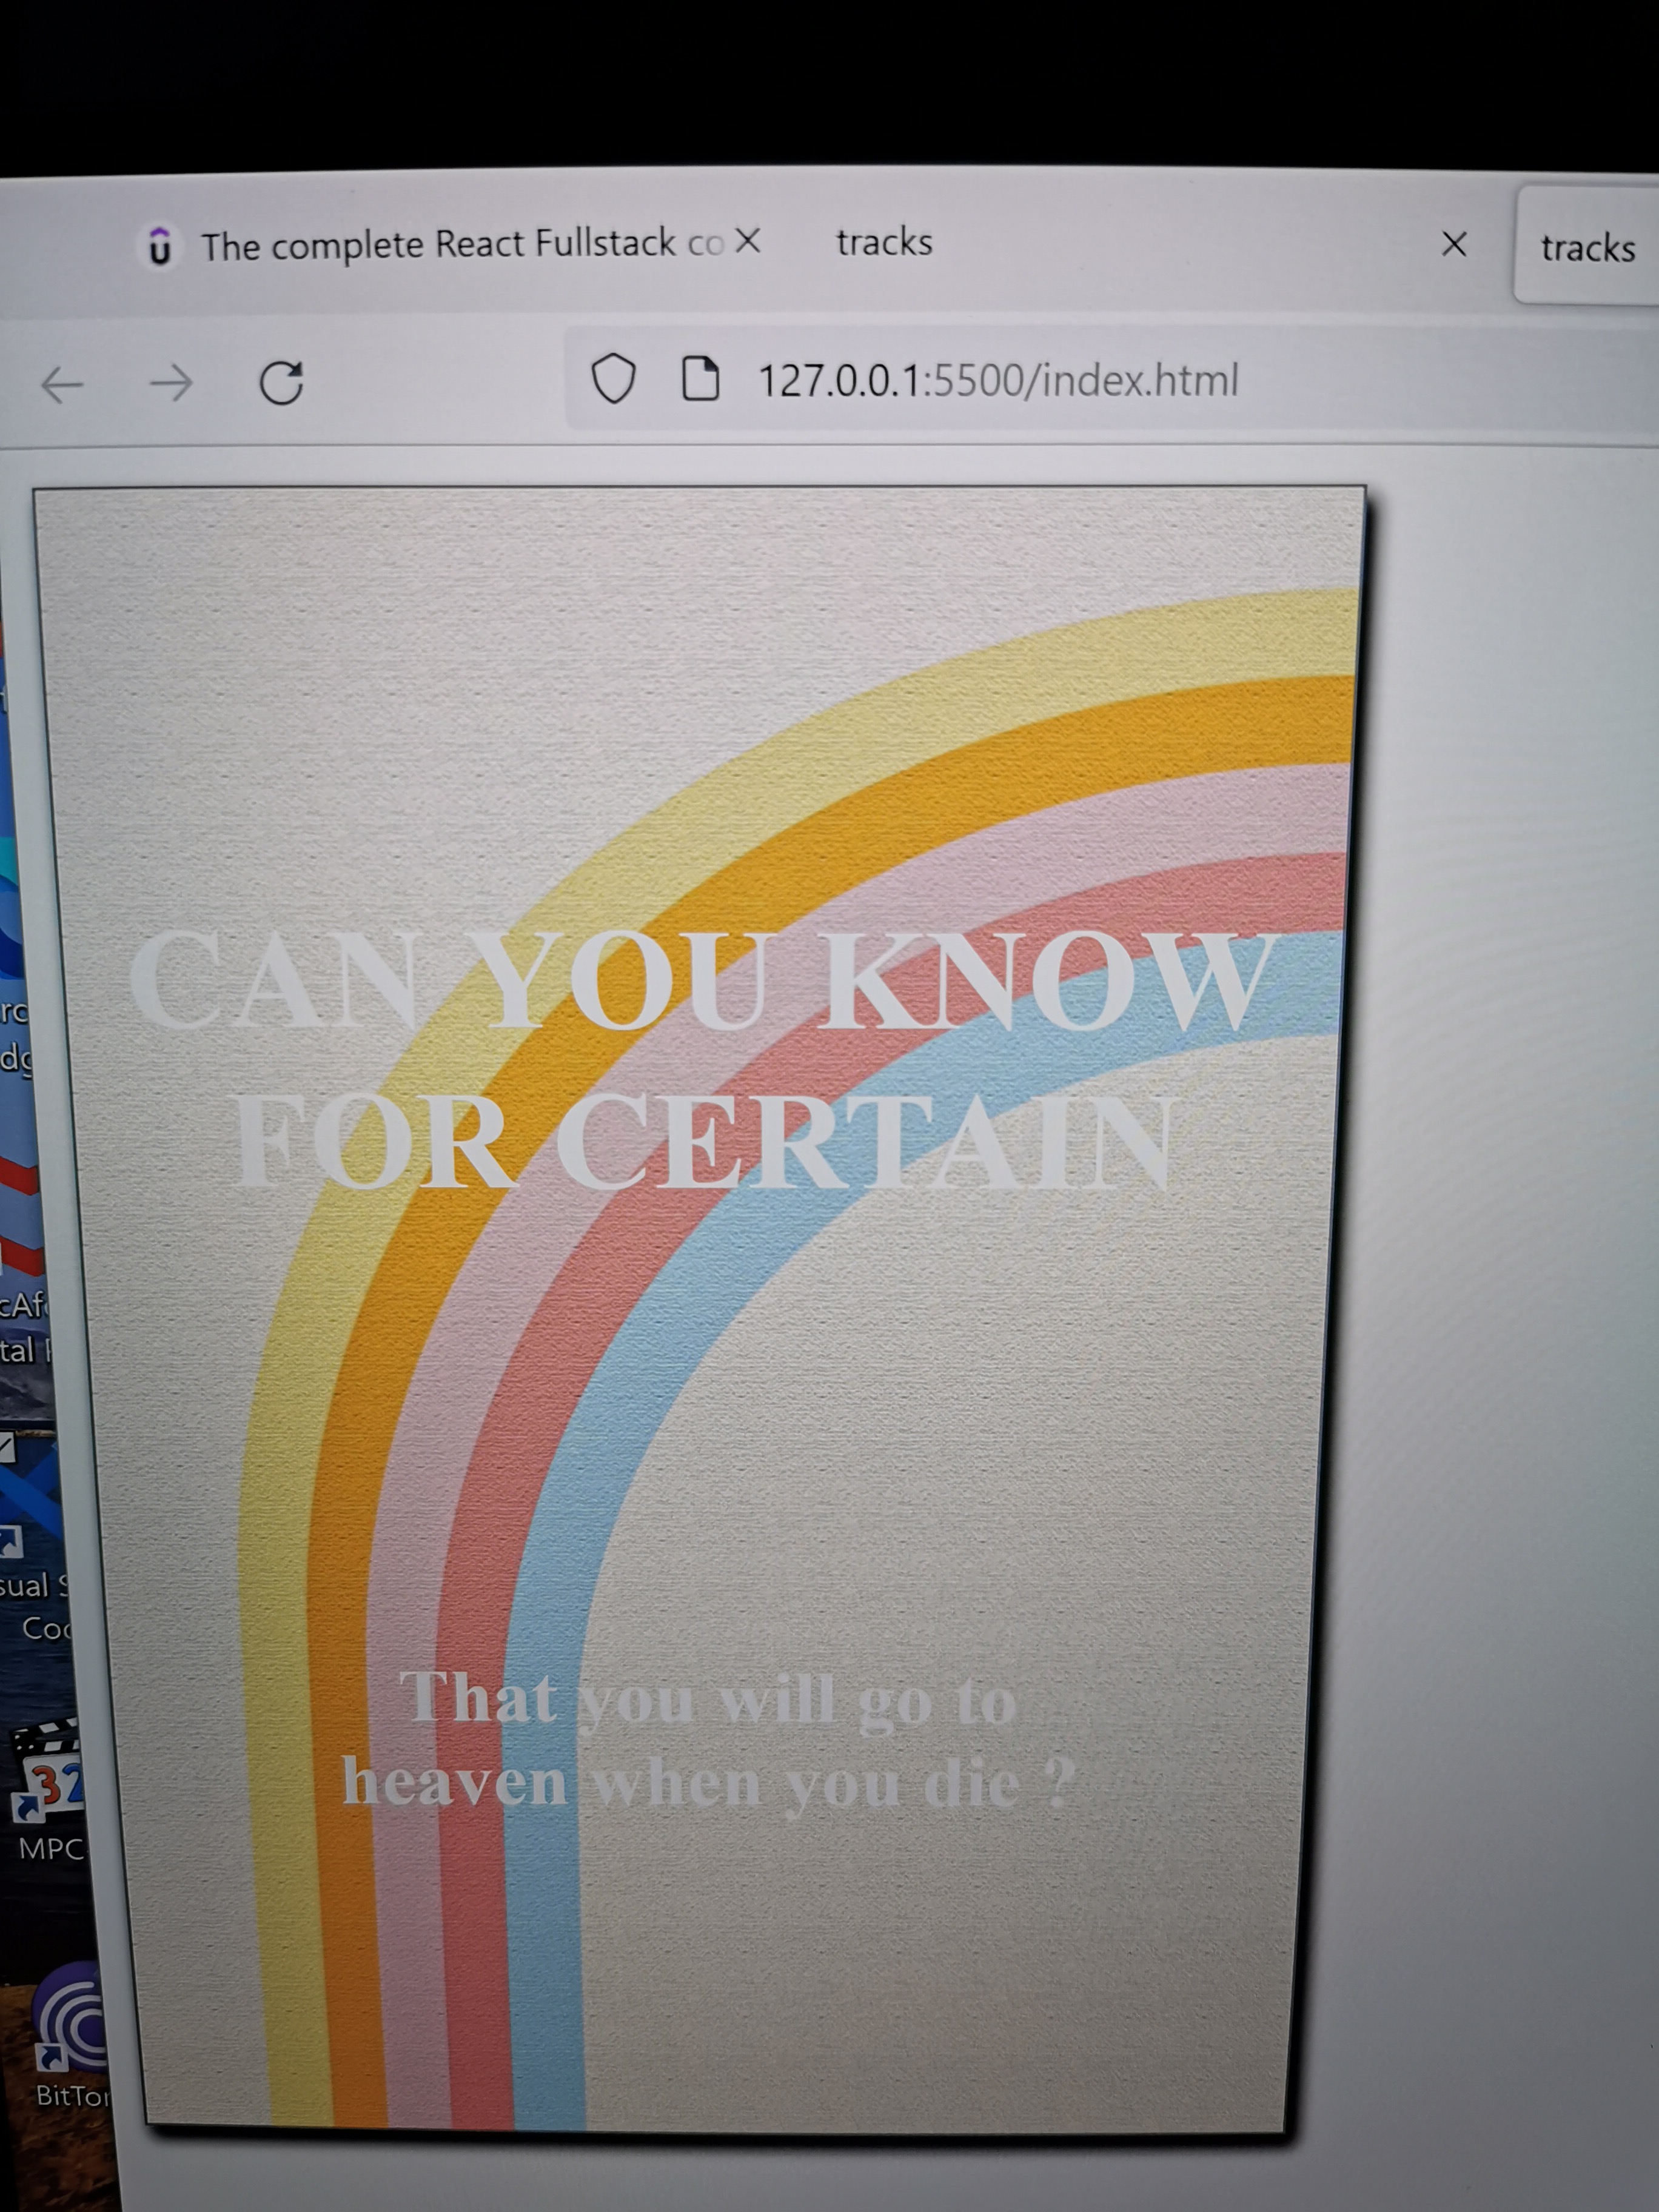 The complete React Fullstack co
tracks
tracks
127.0.0.1:5500/index.html
CAN YOU KNOW
FOR CERTAIN
That you will go to
heaven when you die ?
rc
dg
cAf
tal
sual S
Coc
32
MPC
BitTor